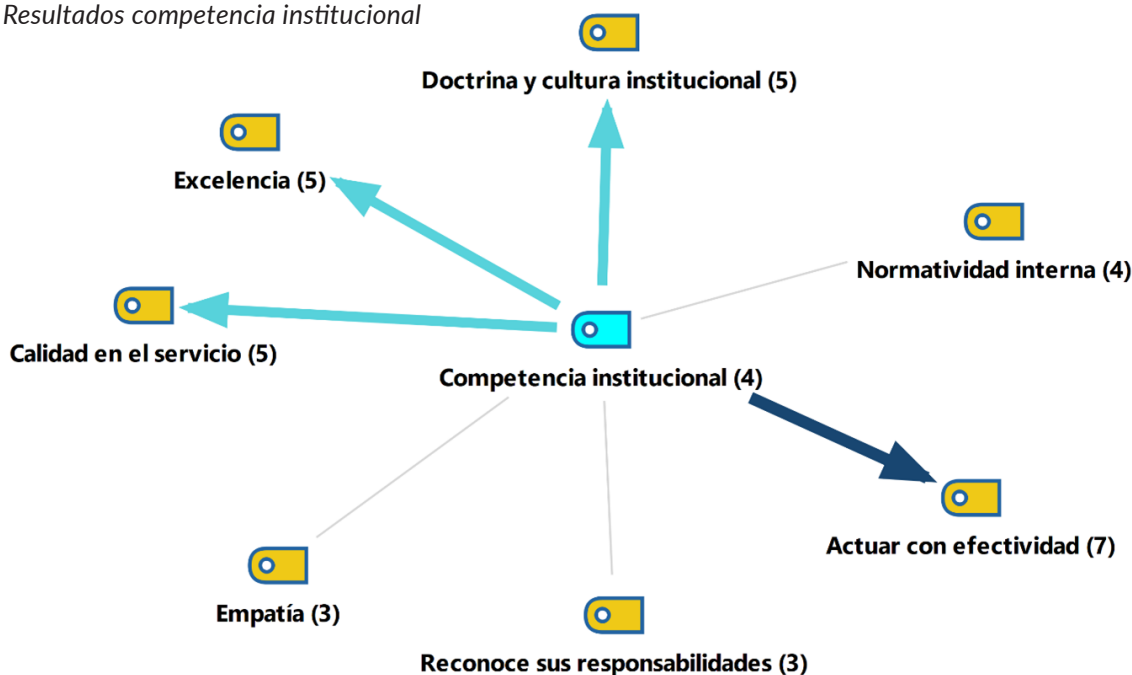 Resultados competencia institucional
Doctrina y cultura institucional (5)
Excelencia (5)
Normatividad interna (4)
Calidad en el servicio (5)
Competencia institucional (4)
Actuar con efectividad (7)
Empatía (3)
Reconoce sus responsabilidades (3)